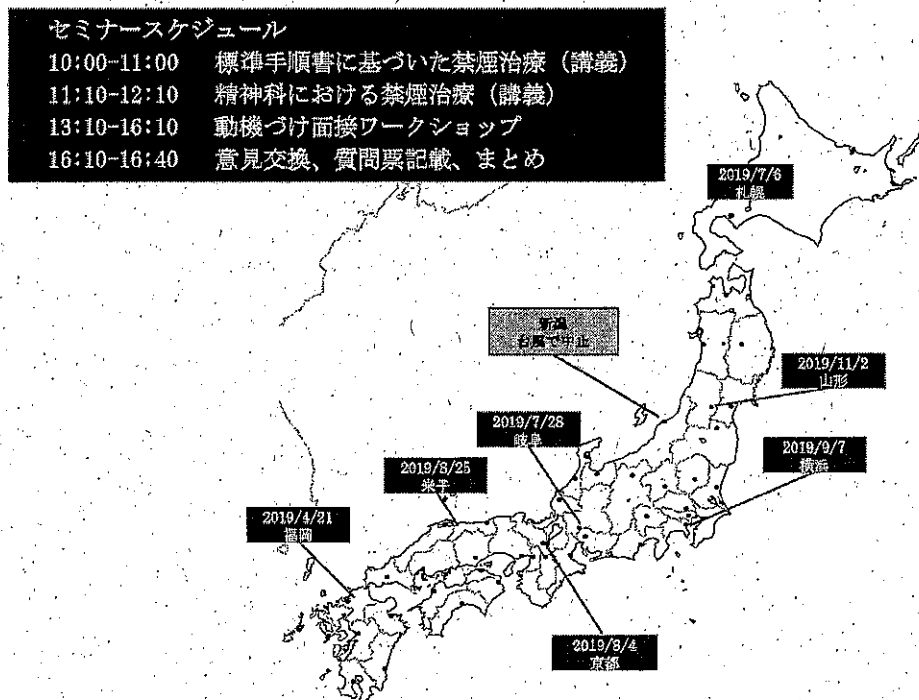 セミナースケジュール
10:00-11:00 標準手順書に基づいた禁煙治療（講義）
11:10-12:10 精神科における禁煙治療（講義）
13:10-16:10 動機づけ面接ワークショップ
16:10-16:40 意見交換、質問票記載、まとめ
2019/7/6
札幌
新潟
台風で中止
2019/11/2
山形
2019/7/28
岐阜
2019/9/7
横浜
2019/8/25
米子
2019/4/21
福岡
2019/8/4
京都